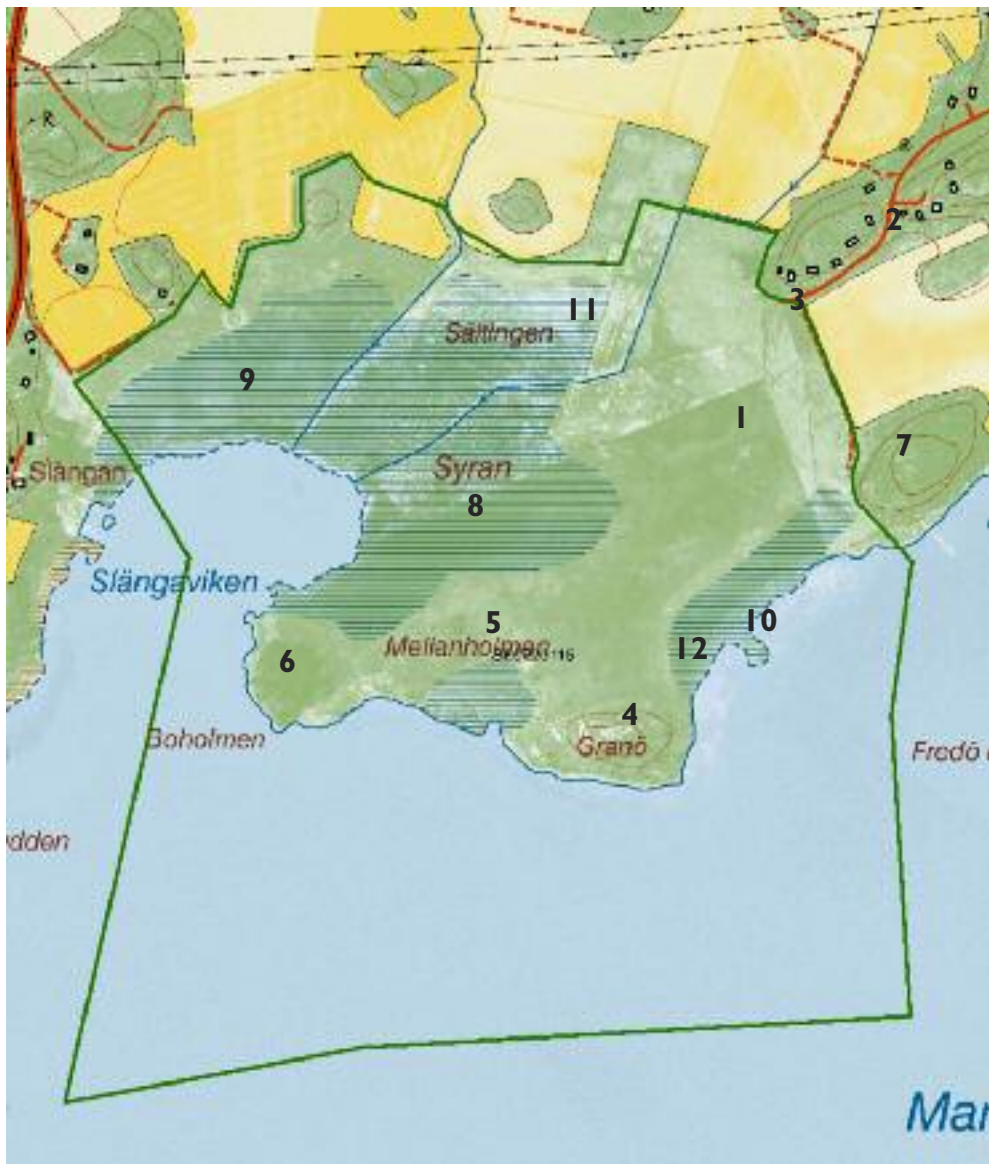 R
2
3
11
Saltingen
9
1
7
Slängan
Syran
8
Slängaviken
5
10
Mellanholmen
6
12
4
Boholmen
Granö
Fredö
dden
Mar